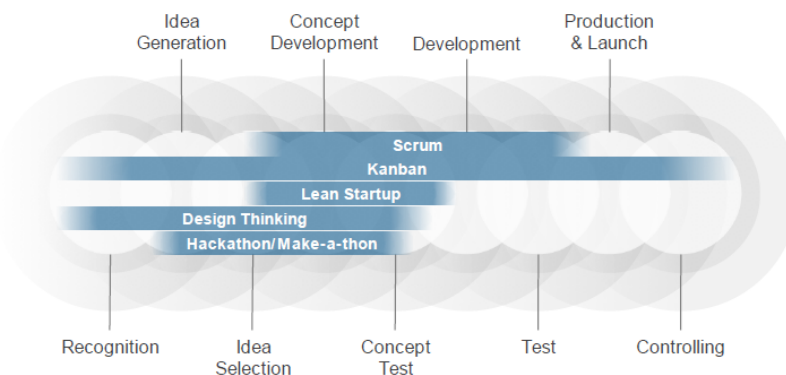 Idea
Generation
Concept
Development
Development
Production
& Launch
Scrum
Kanban
Lean Startup
Design Thinking
Hackathon/Make-a-thon
Recognition
Idea
Selection
Concept
Test
Test
Controlling